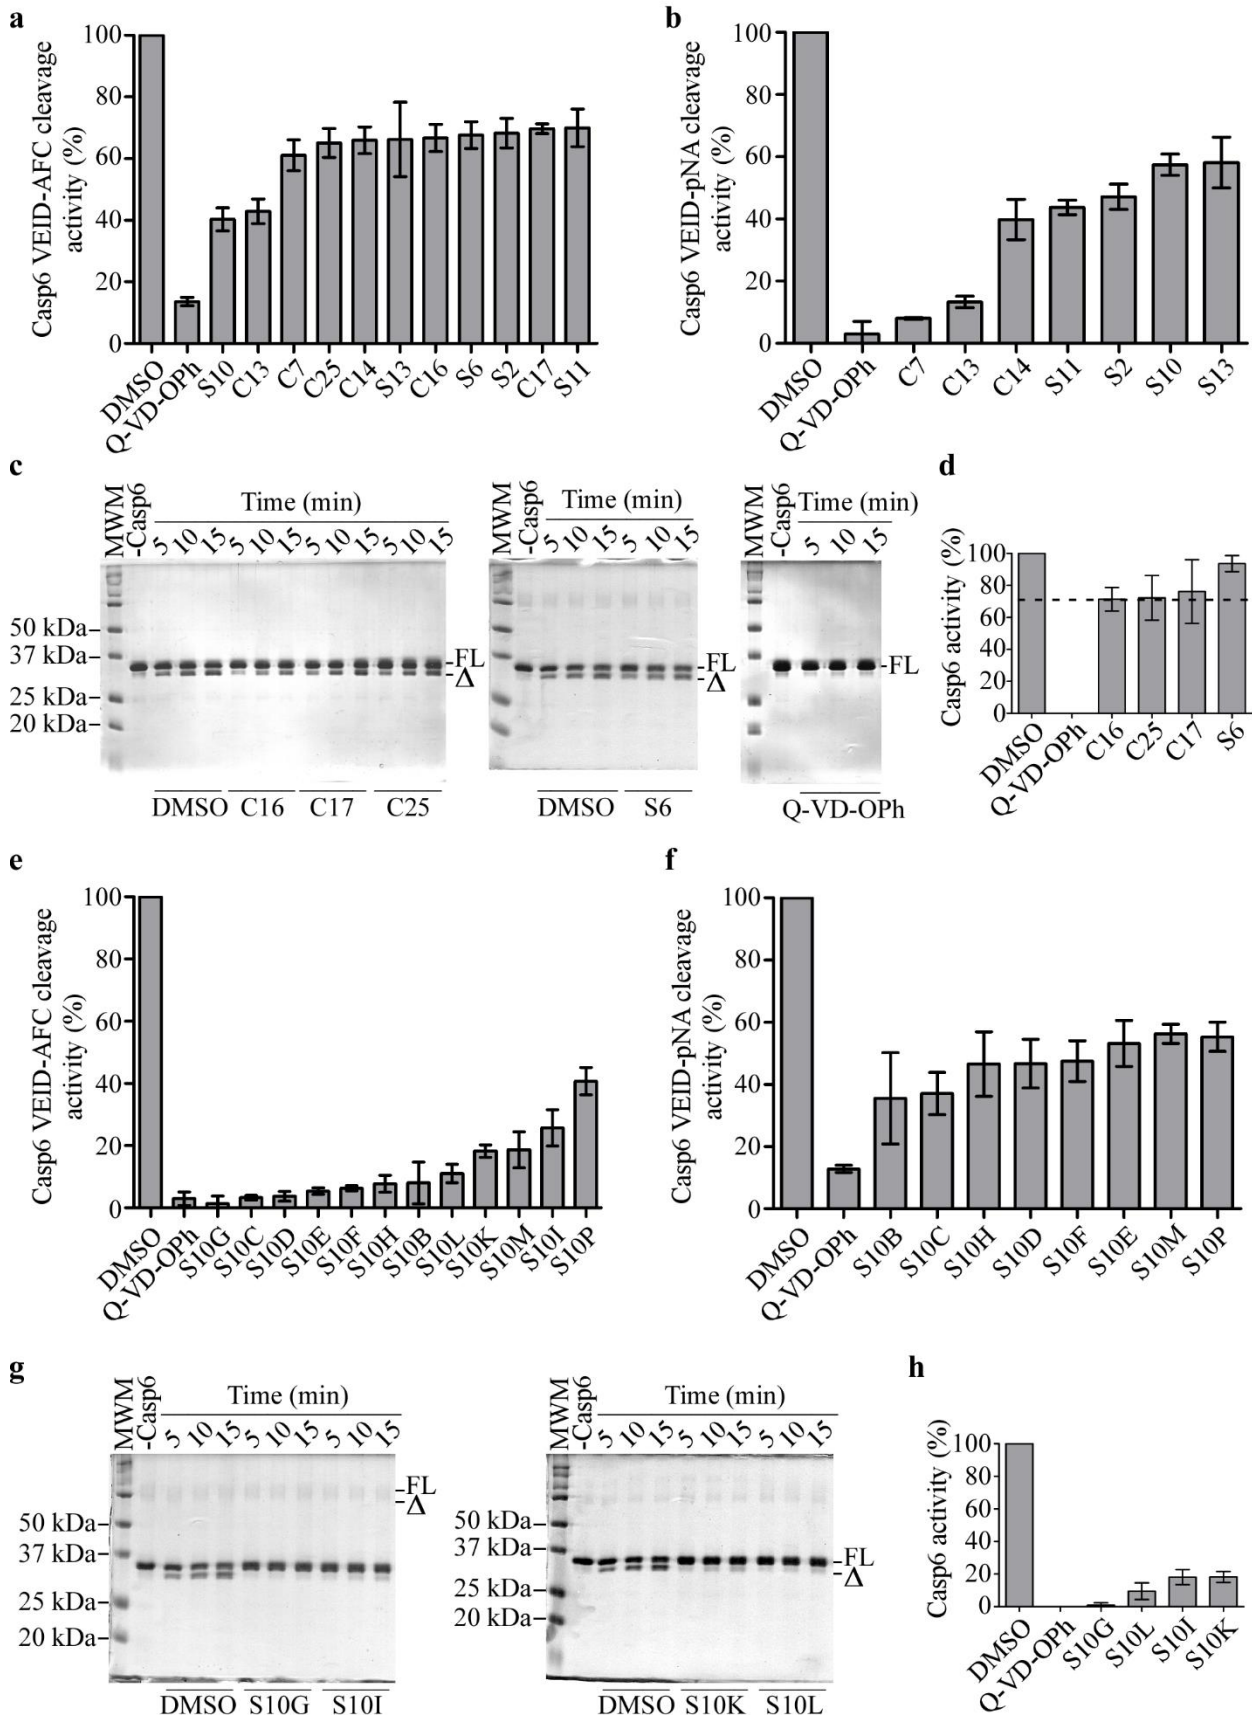 a
Casp6 VEID-AFC cleavage
activity (%)
100
80
60
40
20
0
DMSO
Q-VD-OPh
S10
C13
C7
C25
C14
S13
C16
S6
S2
C17
S11
b
Casp6 VEID-pNA cleavage
activity (%)
100
80
60
40
20
0
DMSO
Q-VD-OPh
C7
C13
C14
S11
S2
S10
S13
c
MWM
-Casp6
Time (min)
5 10 15 5 10 15 5 10 15 5 10 15
50 kDa
37 kDa
25 kDa
20 kDa
FL
Δ
DMSO C16 C17 C25
MWM
-Casp6
Time (min)
5 10 15 5 10 15
FL
Δ
DMSO S6
MWM
-Casp6
Time (min)
5 10 15
FL
Q-VD-OPh
d
Casp6 activity (%)
100
80
60
40
20
0
DMSO
Q-VD-OPh
C16
C25
C17
S6
e
Casp6 VEID-AFC cleavage
activity (%)
100
80
60
40
20
0
DMSO
Q-VD-OPh
S10G
S10C
S10D
S10E
S10F
S10H
S10B
S10L
S10K
S10M
S10I
S10P
f
Casp6 VEID-pNA cleavage
activity (%)
100
80
60
40
20
0
DMSO
Q-VD-OPh
S10B
S10C
S10H
S10D
S10F
S10E
S10M
S10P
g
MWM
-Casp6
Time (min)
5 10 15 5 10 15 5 10 15
50 kDa
37 kDa
25 kDa
20 kDa
FL
Δ
DMSO S10G S10I
MWM
-Casp6
Time (min)
5 10 15 5 10 15 5 10 15
50 kDa
37 kDa
25 kDa
20 kDa
FL
Δ
DMSO S10K S10L
h
Casp6 activity (%)
100
80
60
40
20
0
DMSO
Q-VD-OPh
S10G
S10L
S10I
S10K